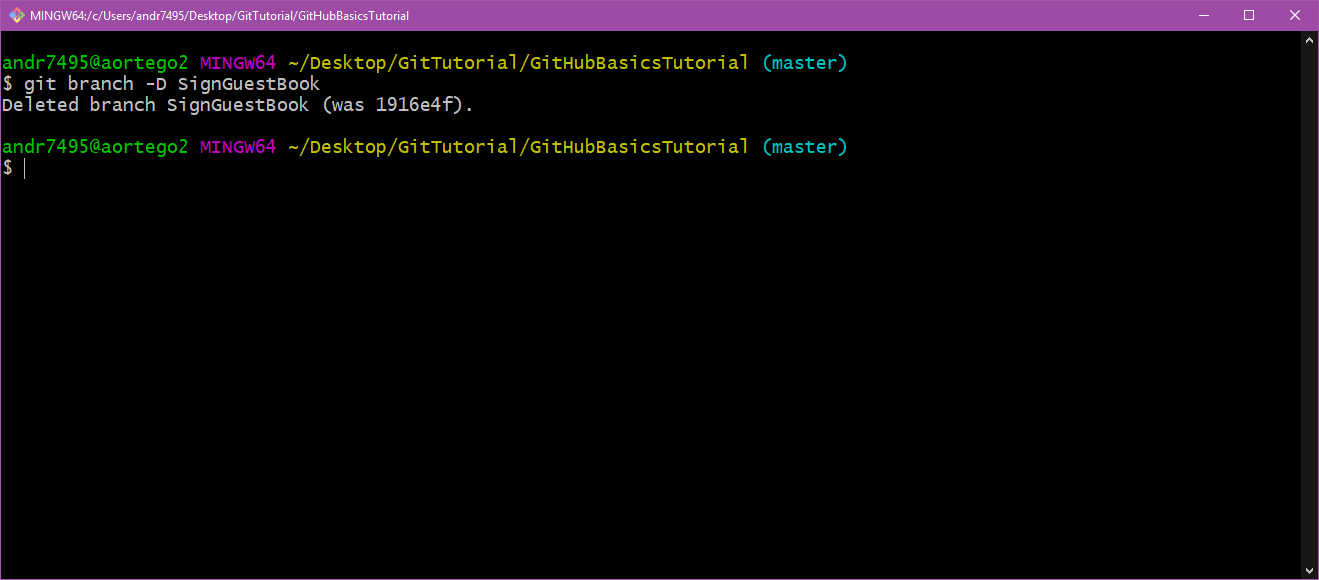 MINGW64:/c/Users/andr7495/Desktop/GitTutorial/GitHubBasicsTutorial
andr7495@aortego2 MINGW64 ~/Desktop/GitTutorial/GitHubBasicsTutorial (master)
$ git branch -D SignGuestBook
Deleted branch SignGuestBook (was 1916e4f).
andr7495@aortego2 MINGW64 ~/Desktop/GitTutorial/GitHubBasicsTutorial (master)
$